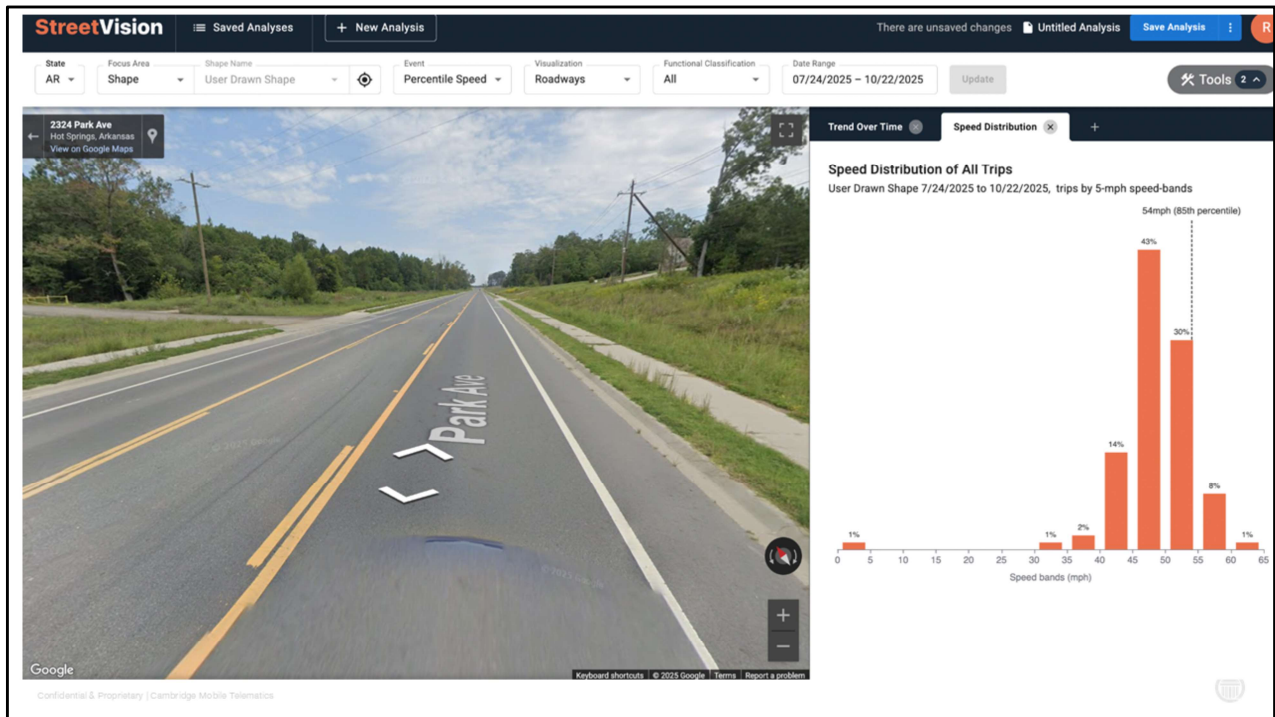 StreetVision
Saved Analyses
+ New Analysis
There are unsaved changes
Untitled Analysis
Save Analysis
R
State
AR
Focus Area
Shape
Shape Name
User Drawn Shape
Event
Percentile Speed
Visualization
Roadways
Functional Classification
All
Date Range
07/24/2025 – 10/22/2025
Update
Tools 2
2324 Park Ave
Hot Springs, Arkansas
View on Google Maps
Park Ave
© 2025 Google
© 2025 Google
Google
Keyboard shortcuts
© 2025 Google
Terms
Report a problem
Trend Over Time
Speed Distribution
+
Speed Distribution of All Trips
User Drawn Shape 7/24/2025 to 10/22/2025, trips by 5-mph speed-bands
54mph (85th percentile)
43%
30%
14%
8%
1%
1%
2%
1%
0 5 10 15 20 25 30 35 40 45 50 55 60 65
Speed bands (mph)
Confidential & Proprietary | Cambridge Mobile Telematics